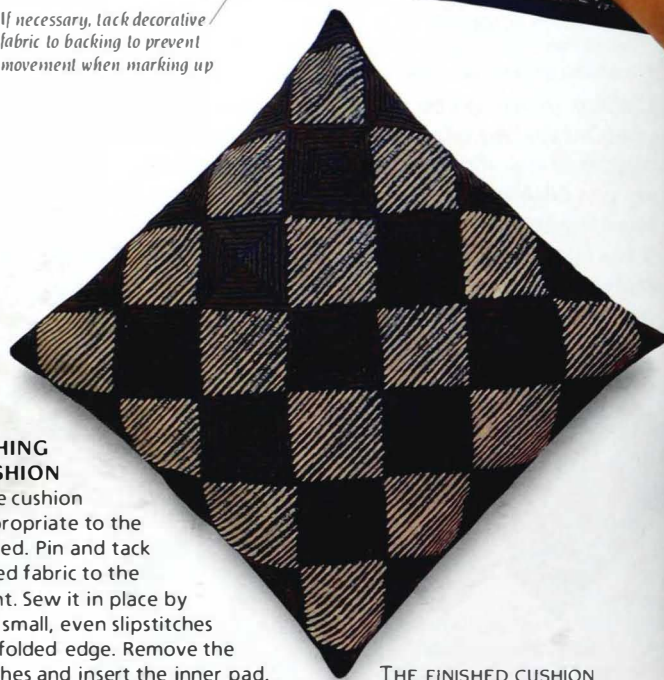 If necessary, tack decorative
fabric to backing to prevent
movement when marking up
HING
SHION
e cushion
propriate to the
ed. Pin and tack
ed fabric to the
nt. Sew it in place by
small, even slipstitches
folded edge. Remove the
hes and insert the inner pad.
THE FINISHED CUSHION